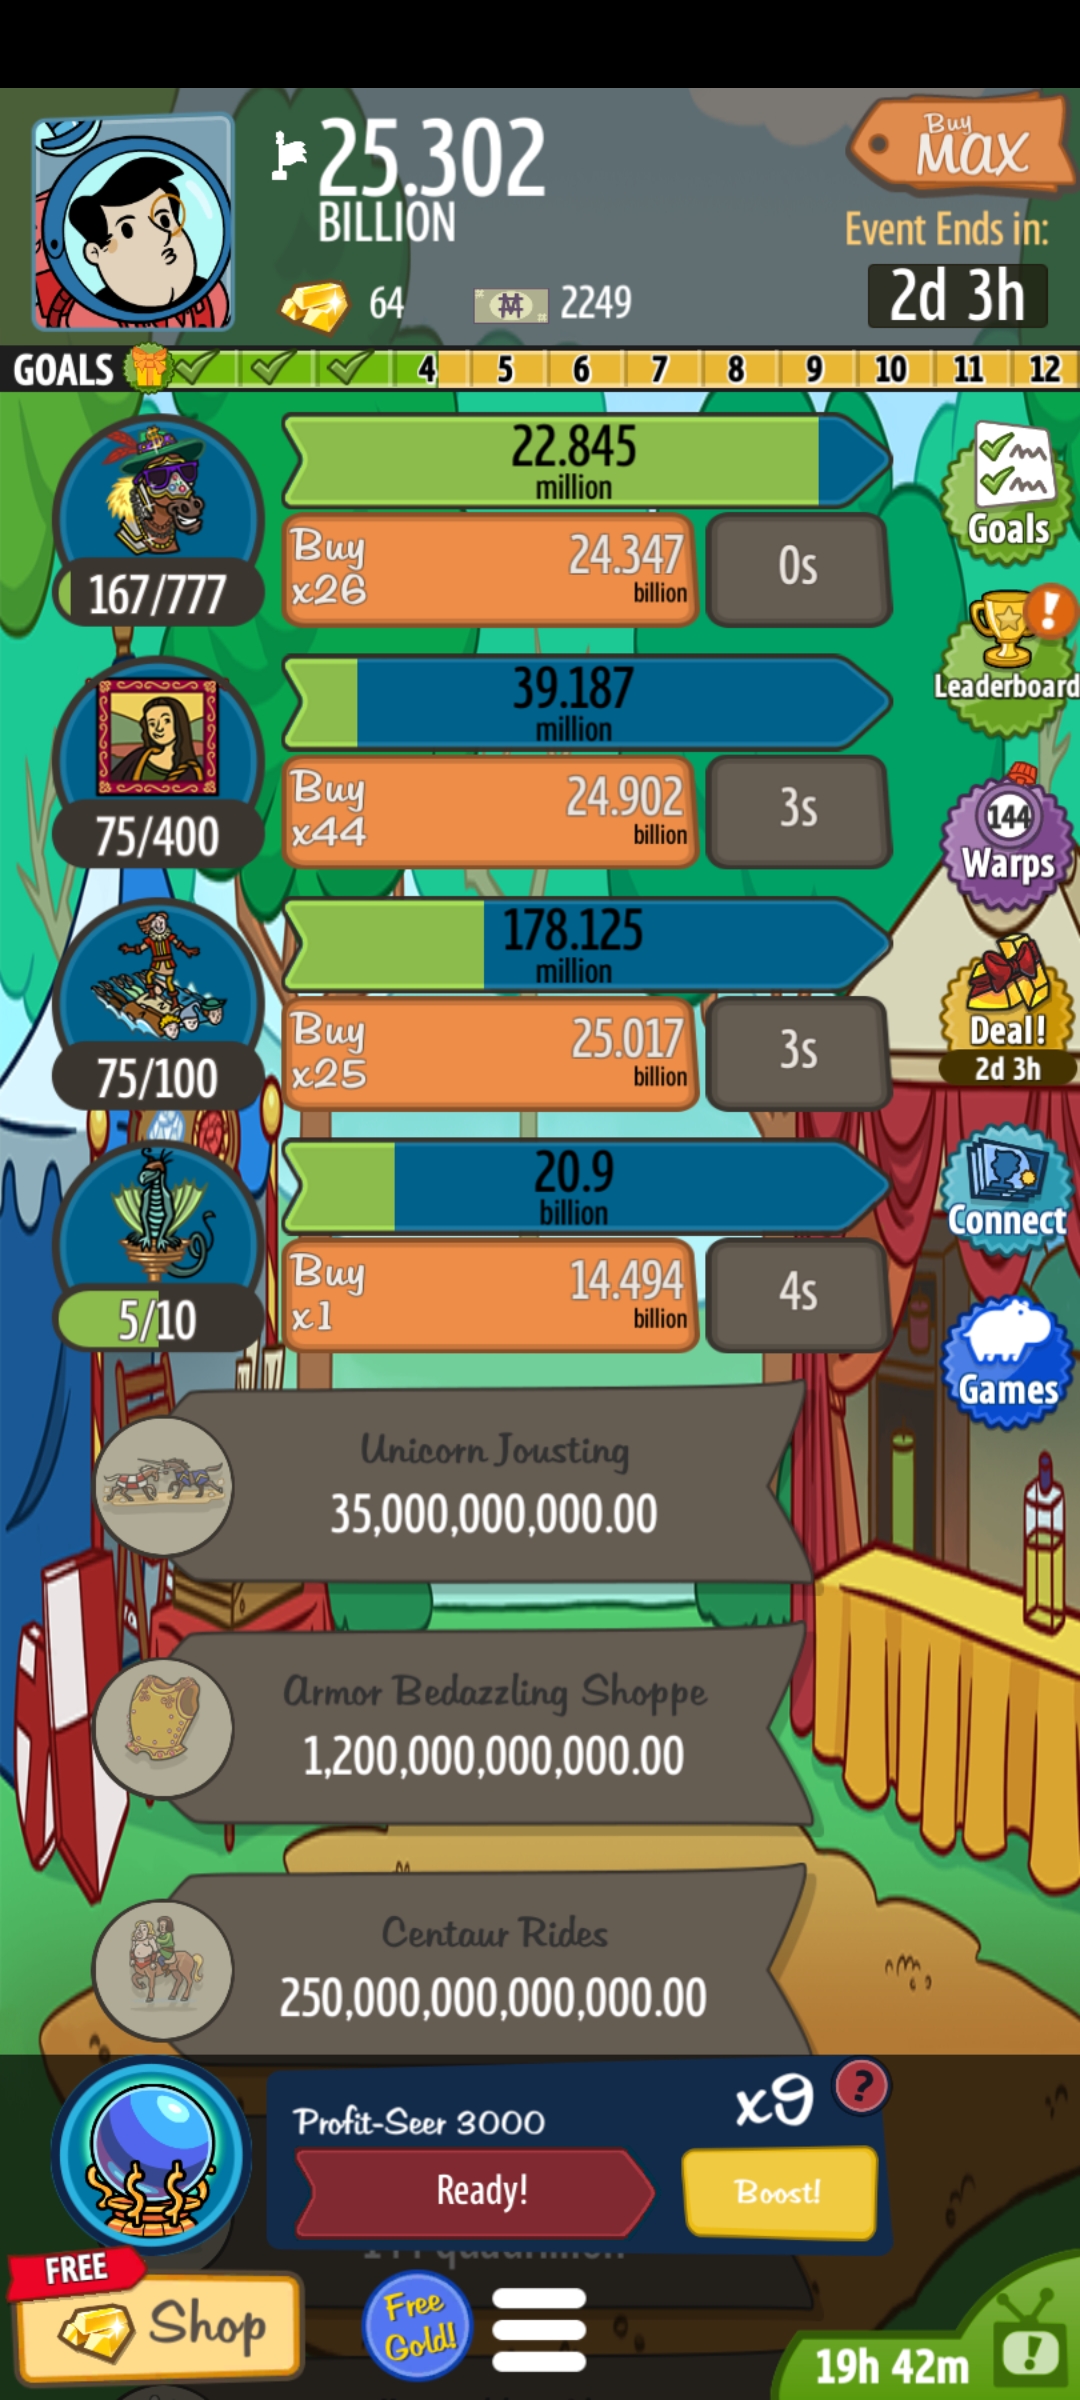 25.302
BILLION
Buy
MAX
Event Ends in:
2d 3h
64
2249
GOALS 4 5 6 7 8 9 10 11 12
22.845
million
Buy
x26
24.347
billion
0s
167/777
Goals
39.187
million
Leaderboard
Buy
x44
24.902
billion
3s
75/400
144
Warps
178.125
million
Buy
x25
25.017
billion
3s
75/100
Deal!
2d 3h
20.9
billion
Connect
Buy
x1
14.494
billion
4s
5/10
Games
Unicorn Jousting
35,000,000,000.00
Armor Bedazzling Shoppe
1,200,000,000,000.00
Centaur Rides
250,000,000,000,000.00
Profit-Seer 3000
x9
?
Ready!
Boost!
FREE
Shop
Free
Gold!
19h 42m